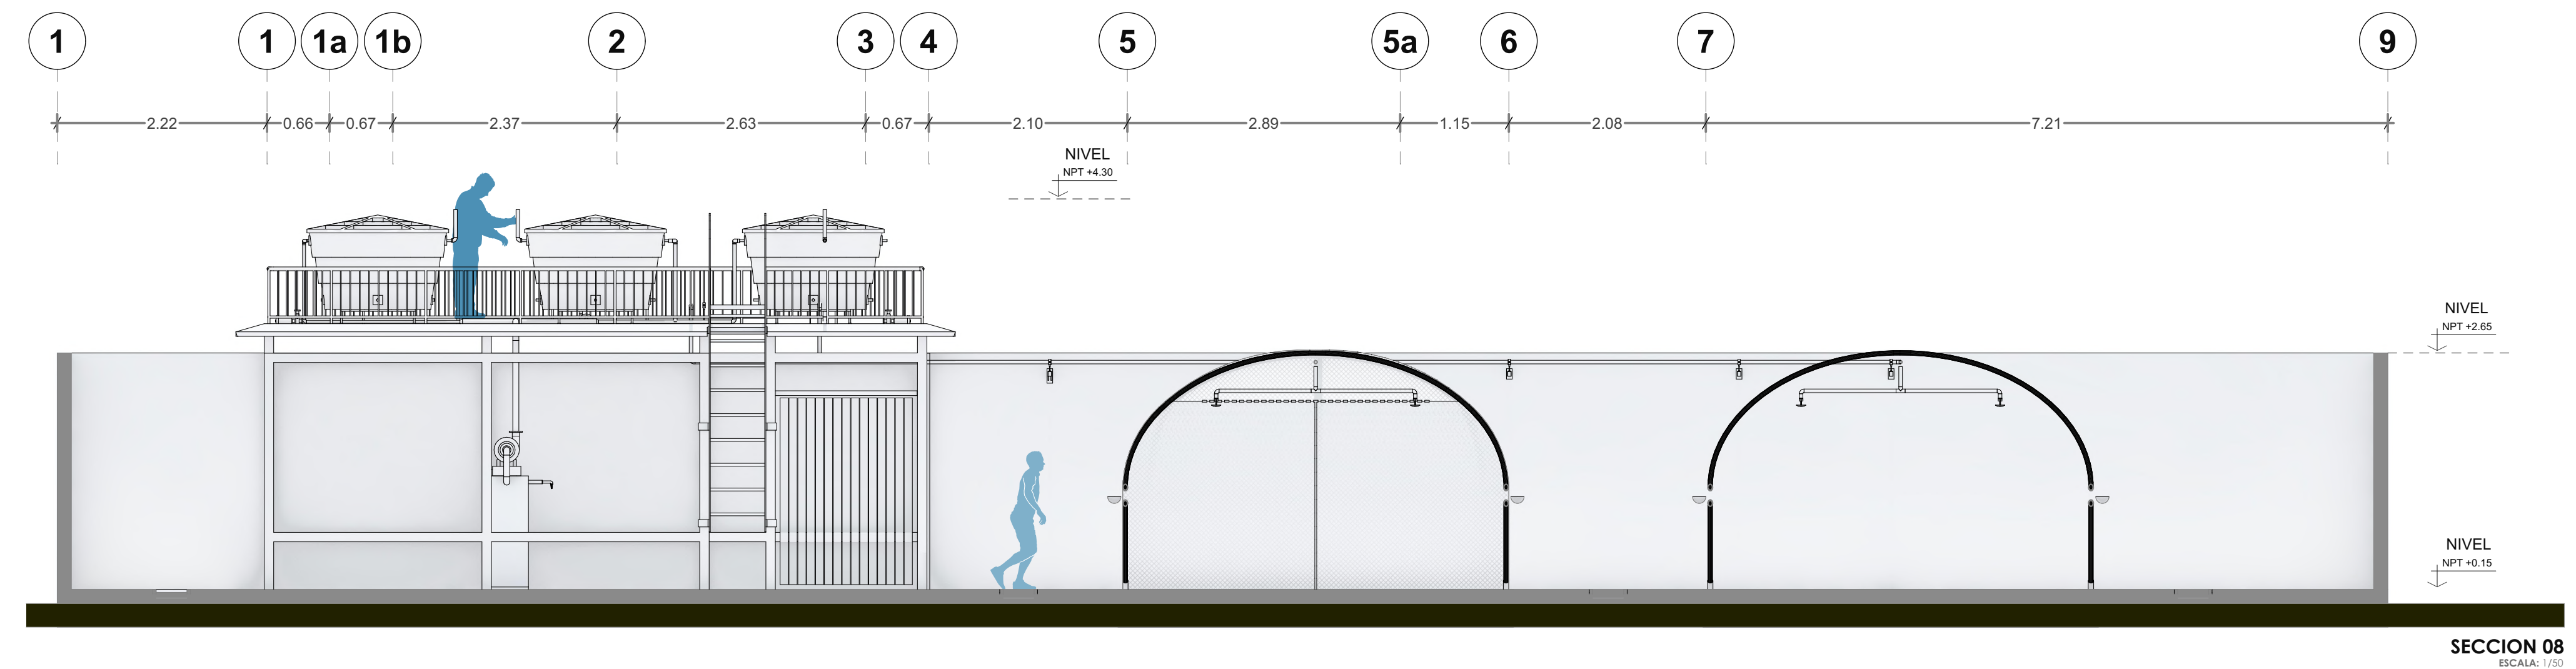 1 1 1a 1b 2 3 4 5 5a 6 7 9
2.22 0.66 0.67 2.37 2.63 0.67 2.10 2.89 1.15 2.08 7.21
NIVEL
NPT +4.30
NIVEL
NPT +2.65
NIVEL
NPT +0.15
SECCION 08
ESCALA: 1/50